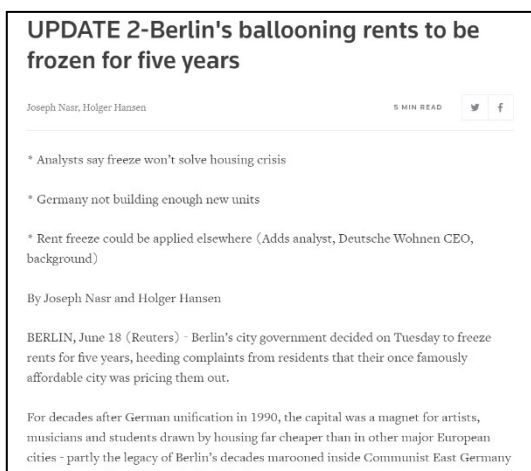 UPDATE 2-Berlin's ballooning rents to be
frozen for five years
Joseph Nasr, Holger Hansen
5 MIN READ
* Analysts say freeze won’t solve housing crisis
* Germany not building enough new
units
* Rent freeze could be applied elsewhere (Adds analyst, Deutsche Wohnen CEO,
background)
By Joseph Nasr and Holger Hansen
BERLIN, June 18 (Reuters) - Berlin’s city government decided on Tuesday to freeze
rents for five years, heeding complaints from residents that their once famously
affordable city was pricing them out.
For decades after German unification in 1990, the capital was a magnet for artists,
musicians and students drawn by housing far cheaper than in other major European
cities - partly the legacy of Berlin’s decades marooned inside Communist East Germany